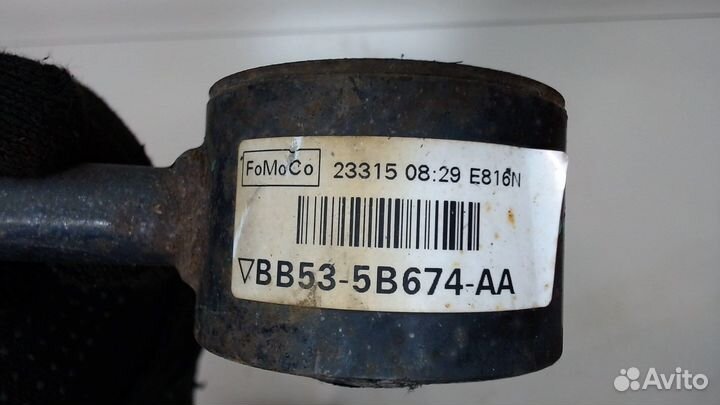 FoMoCo 23315 08:29 E816N
▽BB53-5B674-AA
Avito